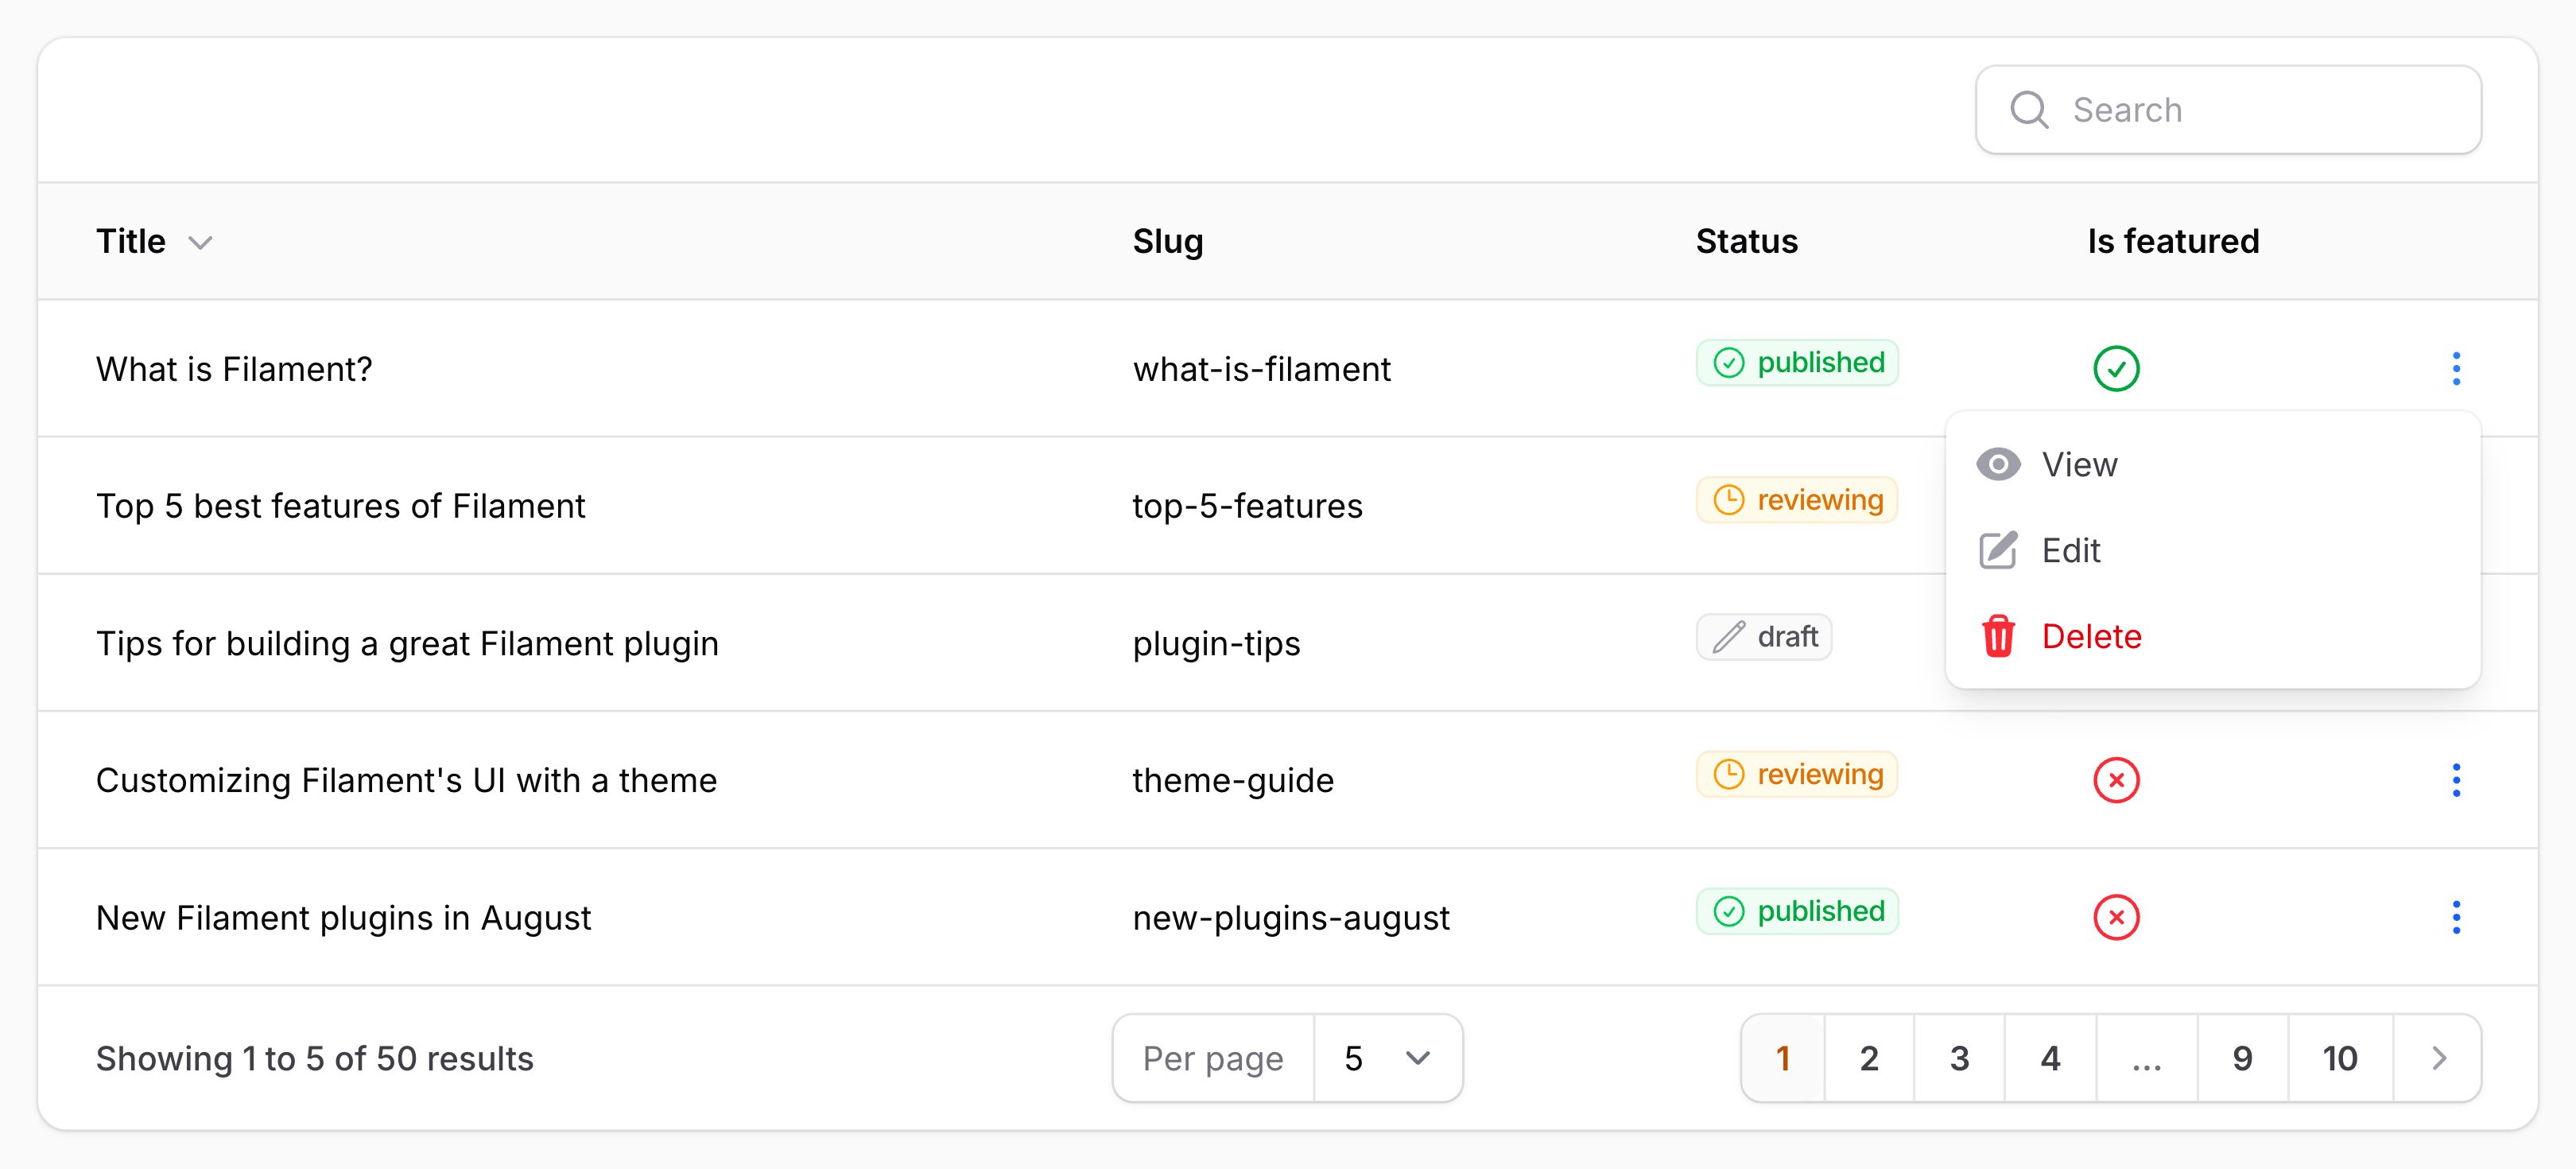 Search
Title Slug Status Is featured
What is Filament? what-is-filament published
View
Top 5 best features of Filament top-5-features reviewing
Edit
Tips for building a great Filament plugin plugin-tips draft
Delete
Customizing Filament's UI with a theme theme-guide reviewing
New Filament plugins in August new-plugins-august published
Showing 1 to 5 of 50 results Per page 5 1 2 3 4 ... 9 10